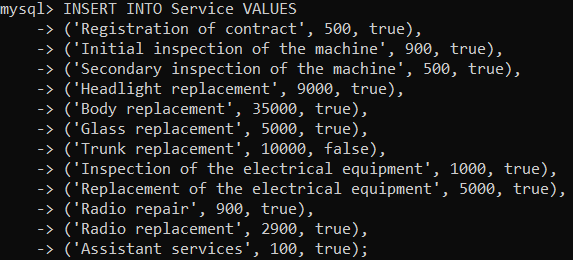 mysql> INSERT INTO Service VALUES
-> ('Registration of contract', 500, true),
-> ('Initial inspection of the machine', 900, true),
-> ('Secondary inspection of the machine', 500, true),
-> ('Headlight replacement', 9000, true),
-> ('Body replacement', 35000, true),
-> ('Glass replacement', 5000, true),
-> ('Trunk replacement', 10000, false),
-> ('Inspection of the electrical equipment', 1000, true),
-> ('Replacement of the electrical equipment', 5000, true),
-> ('Radio repair', 900, true),
-> ('Radio replacement', 2900, true),
-> ('Assistant services', 100, true);